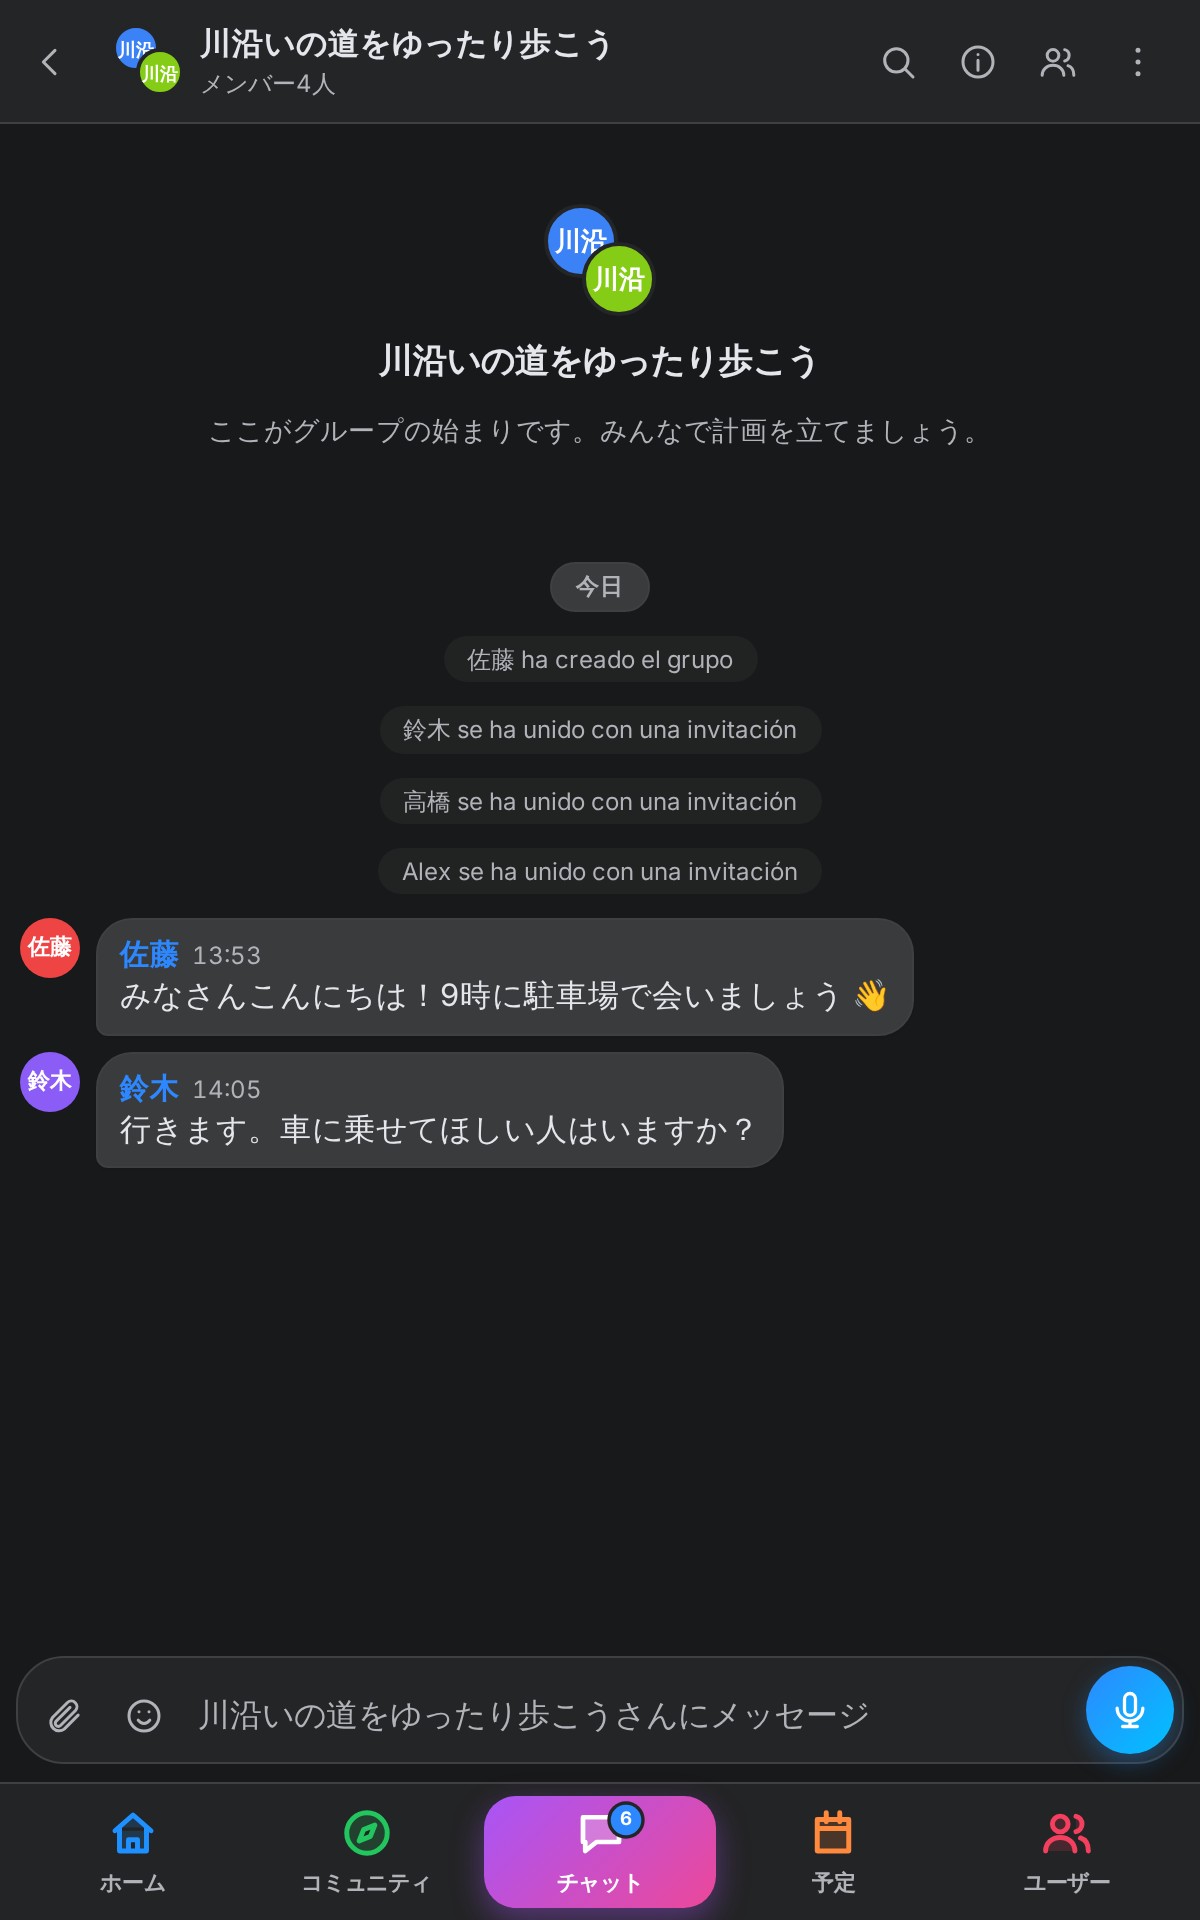 川沿
川沿
川沿いの道をゆったり歩こう
メンバー4人
川沿
川沿
川沿いの道をゆったり歩こう
ここがグループの始まりです。みんなで計画を立てましょう。
今日
佐藤 ha creado el grupo
鈴木 se ha unido con una invitación
高橋 se ha unido con una invitación
Alex se ha unido con una invitación
佐藤
佐藤 13:53
みなさんこんにちは！9時に駐車場で会いましょう 👋
鈴木
鈴木 14:05
行きます。車に乗せてほしい人はいますか？
川沿いの道をゆったり歩こうさんにメッセージ
6
ホーム
コミュニティ
チャット
予定
ユーザー